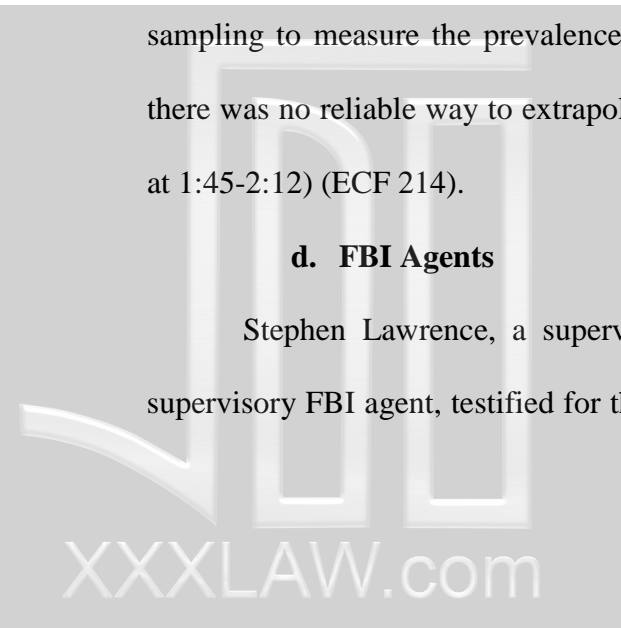 sampling to measure the prevalence
there was no reliable way to extrapol
at 1:45-2:12) (ECF 214).
d. FBI Agents
Stephen Lawrence, a superv
supervisory FBI agent, testified for th
XXXLAW.com